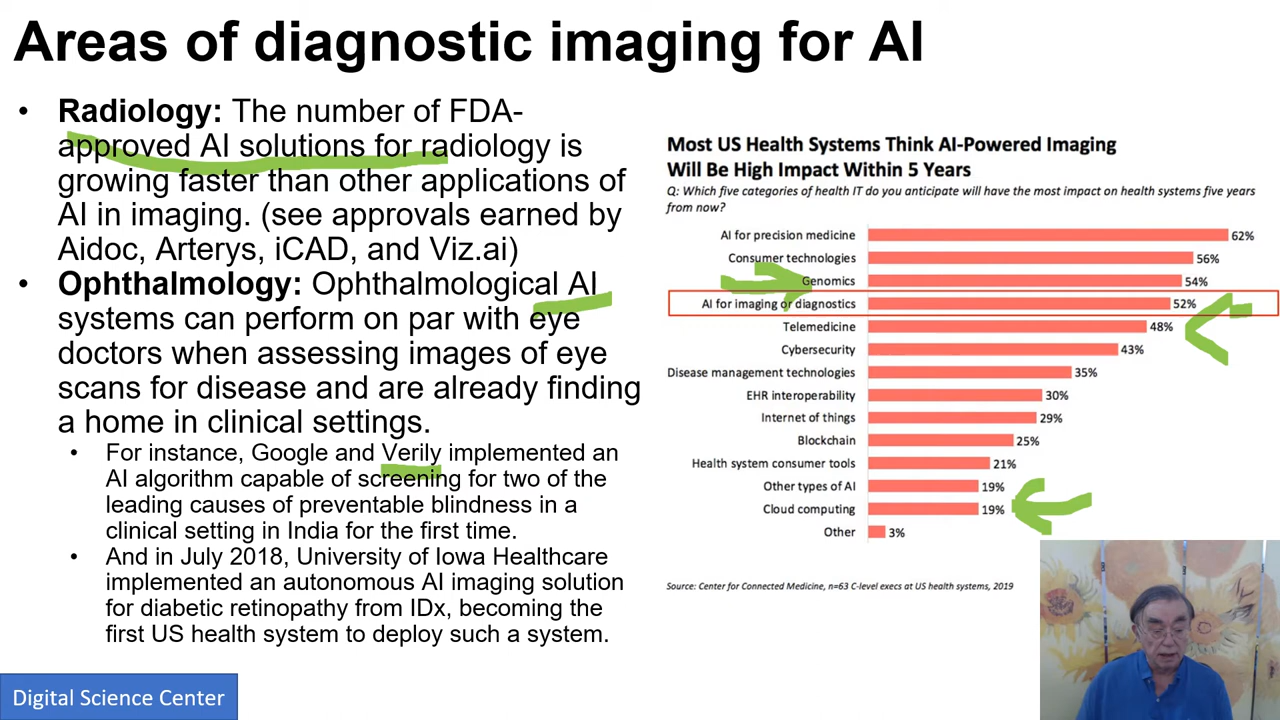 Areas of diagnostic imaging for AI
• Radiology: The number of FDA-
approved AI solutions for radiology is
growing faster than other applications of
AI in imaging. (see approvals earned by
Aidoc, Arterys, iCAD, and Viz.ai)
• Ophthalmology: Ophthalmological AI
systems can perform on par with eye
doctors when assessing images of eye
scans for disease and are already finding
a home in clinical settings.
• For instance, Google and Verily implemented an
AI algorithm capable of screening for two of the
leading causes of preventable blindness in a
clinical setting in India for the first time.
• And in July 2018, University of Iowa Healthcare
implemented an autonomous AI imaging solution
for diabetic retinopathy from IDx, becoming the
first US health system to deploy such a system.
Most US Health Systems Think AI-Powered Imaging
Will Be High Impact Within 5 Years
Q: Which five categories of health IT do you anticipate will have the most impact on health systems five years
from now?
AI for precision medicine 62%
Consumer technologies 56%
Genomics 54%
AI for imaging or diagnostics 52%
Telemedicine 48%
Cybersecurity 43%
Disease management technologies 35%
EHR interoperability 30%
Internet of things 29%
Blockchain 25%
Health system consumer tools 21%
Other types of AI 19%
Cloud computing 19%
Other 3%
Source: Center for Connected Medicine, n=63 C-level execs at US health systems, 2019
Digital Science Center